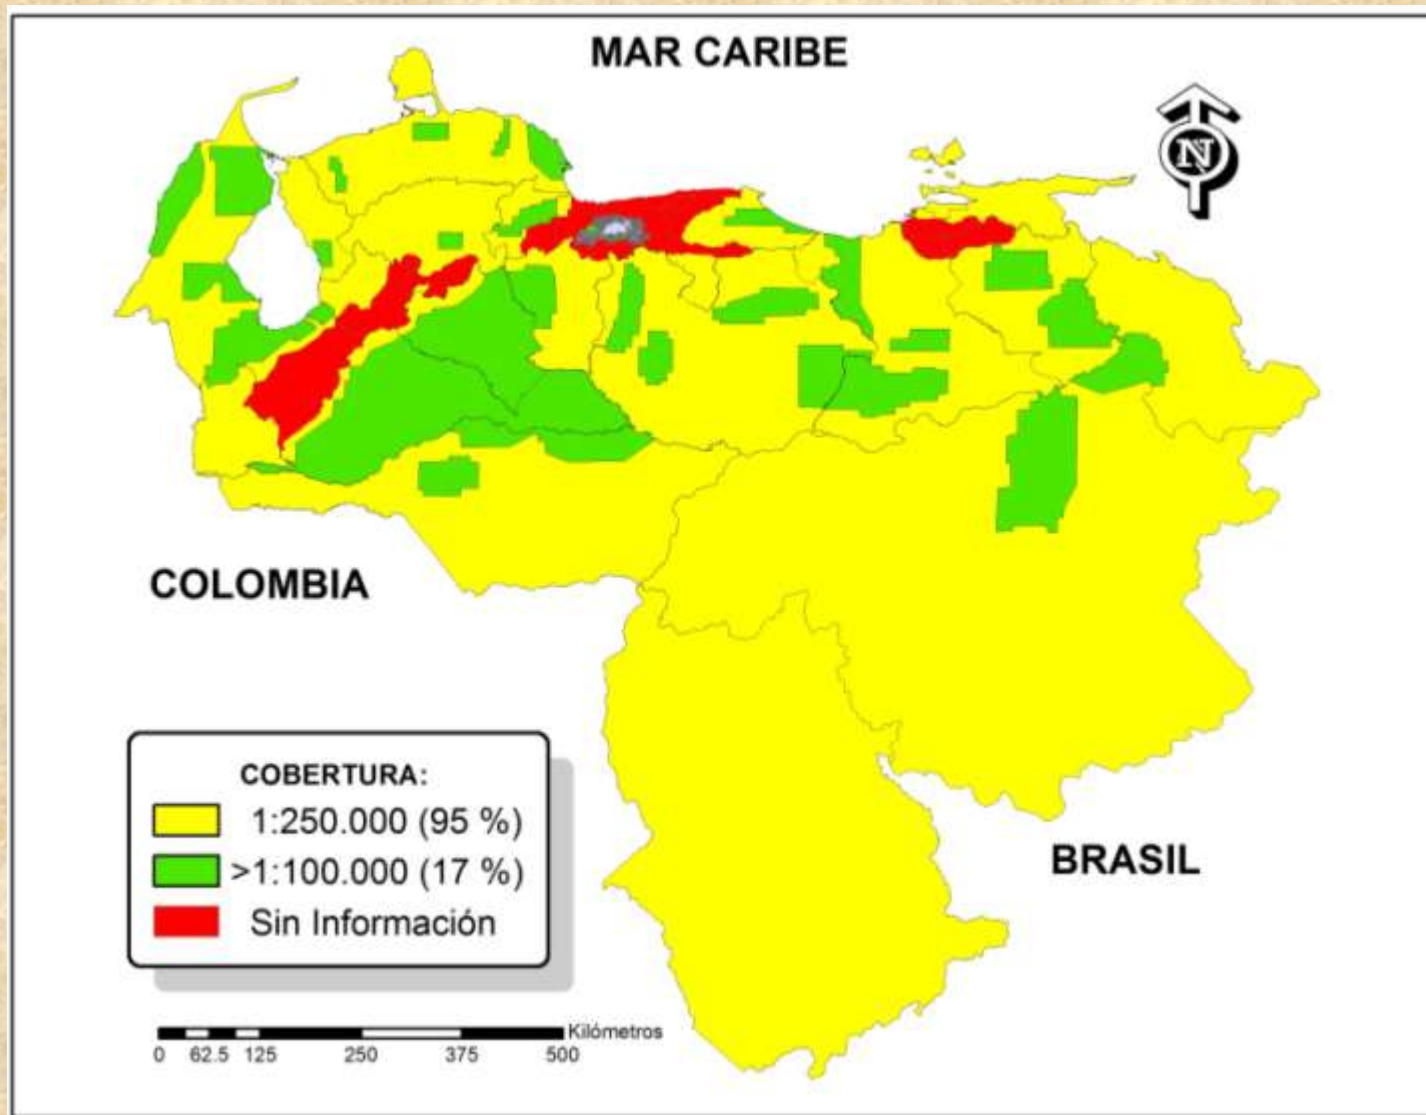 MAR CARIBE
N
COLOMBIA
BRASIL
COBERTURA:
1:250.000 (95 %)
>1:100.000 (17 %)
Sin Información
Kilómetros
0 62.5 125 250 375 500